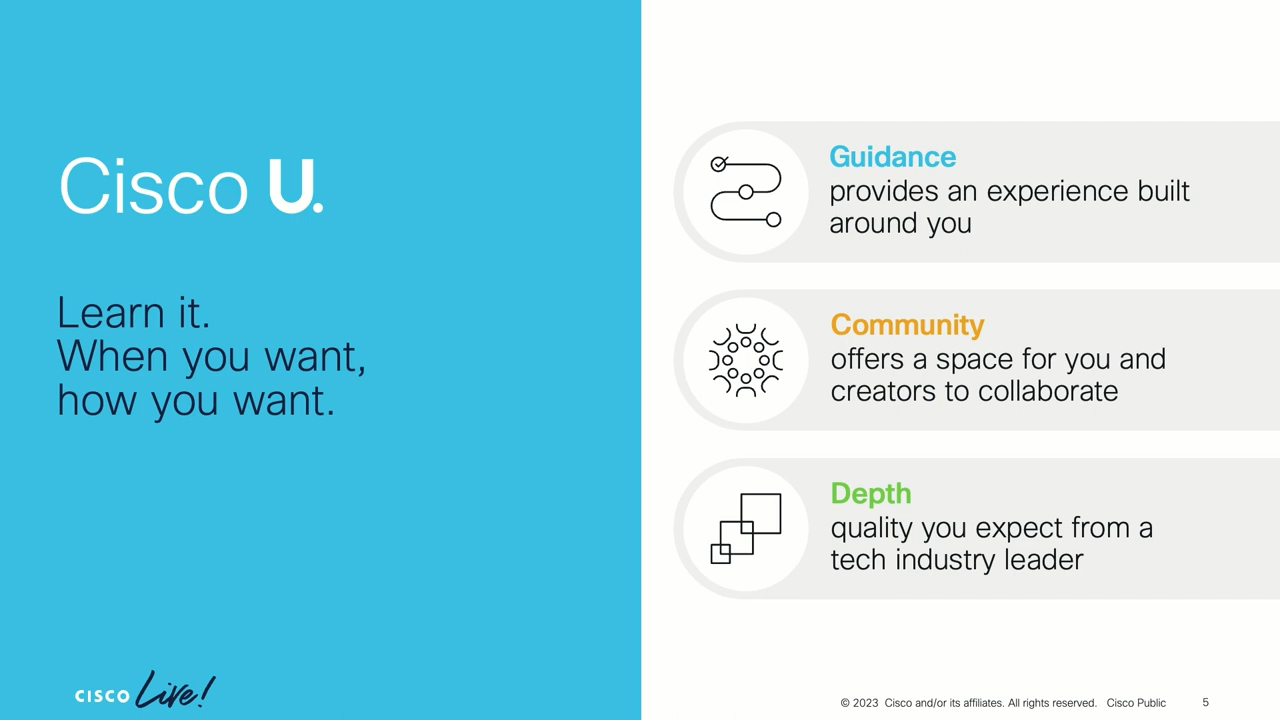 Cisco U.
Learn it.
When you want,
how you want.
Guidance
provides an experience built
around you
Community
offers a space for you and
creators to collaborate
Depth
quality you expect from a
tech industry leader
CISCO Live!
© 2023 Cisco and/or its affiliates. All rights reserved. Cisco Public 5